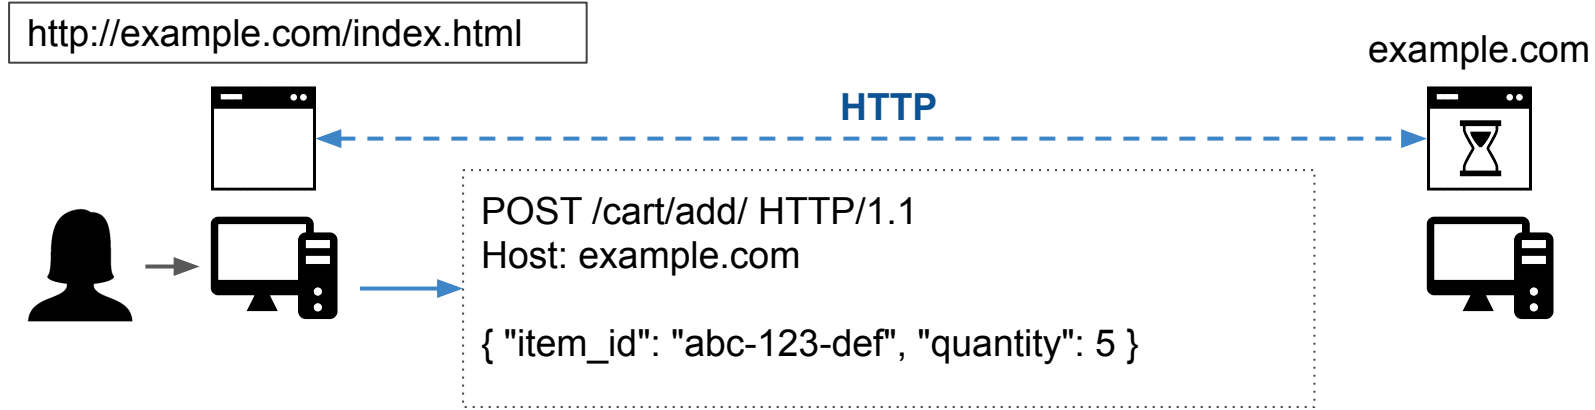 http://example.com/index.html
example.com
HTTP
POST /cart/add/ HTTP/1.1
Host: example.com
{ "item_id": "abc-123-def", "quantity": 5 }